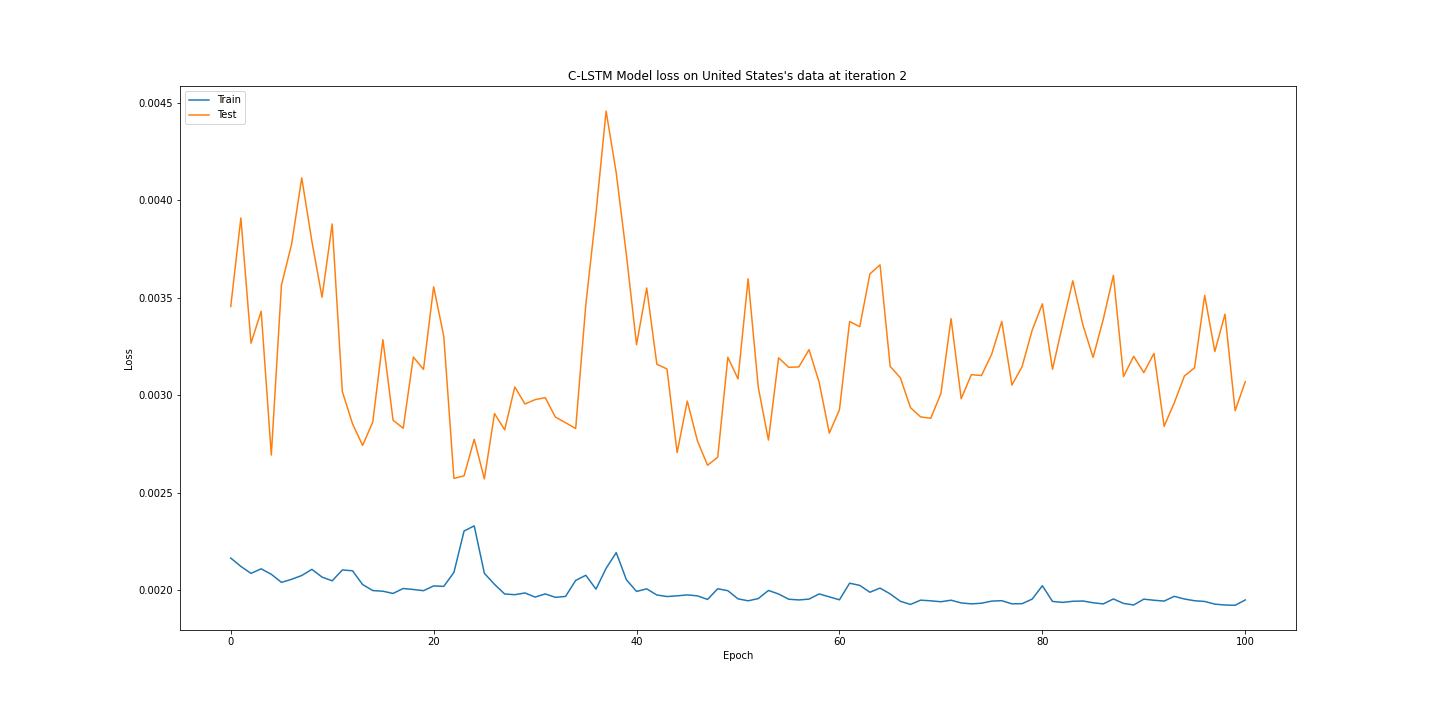 C-LSTM Model loss on United States's data at iteration 2
Train
Test
0.0045
0.0040
0.0035
0.0030
0.0025
0.0020
Loss
0 20 40 60 80 100
Epoch